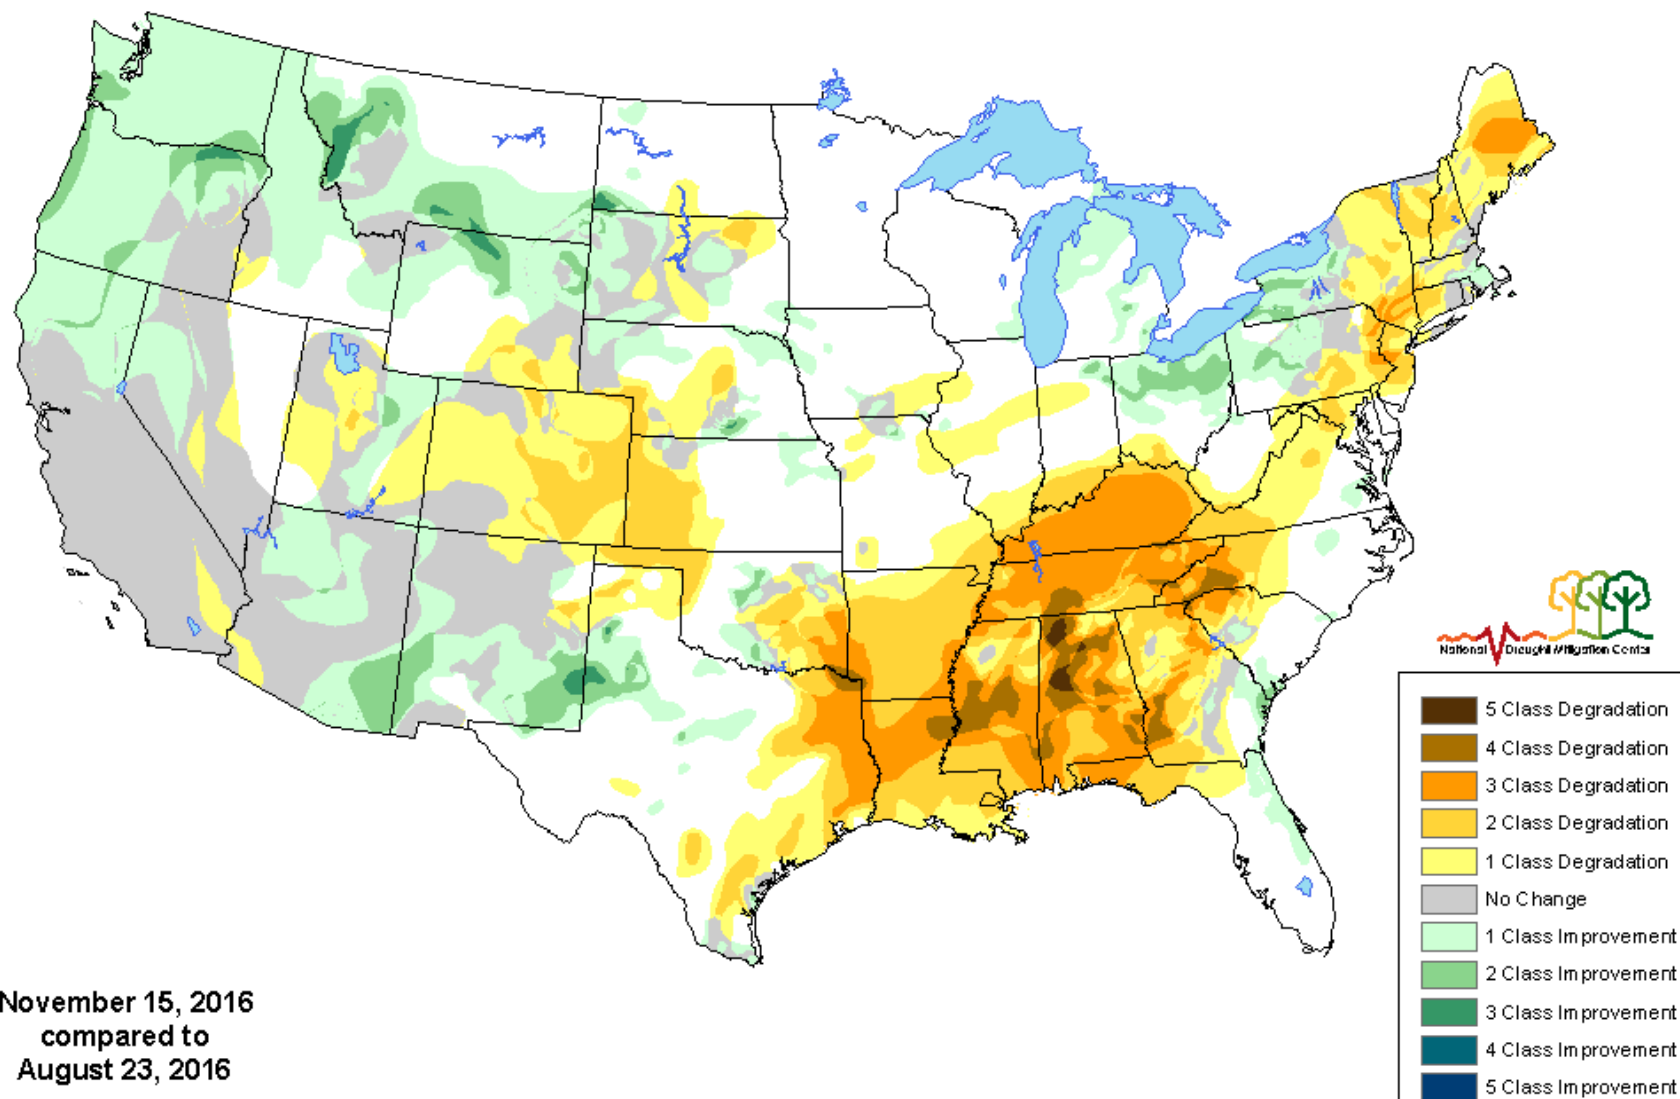 National Drought Mitigation Center
5 Class Degradation
4 Class Degradation
3 Class Degradation
2 Class Degradation
1 Class Degradation
No Change
1 Class Improvement
2 Class Improvement
3 Class Improvement
4 Class Improvement
5 Class Improvement
November 15, 2016
compared to
August 23, 2016